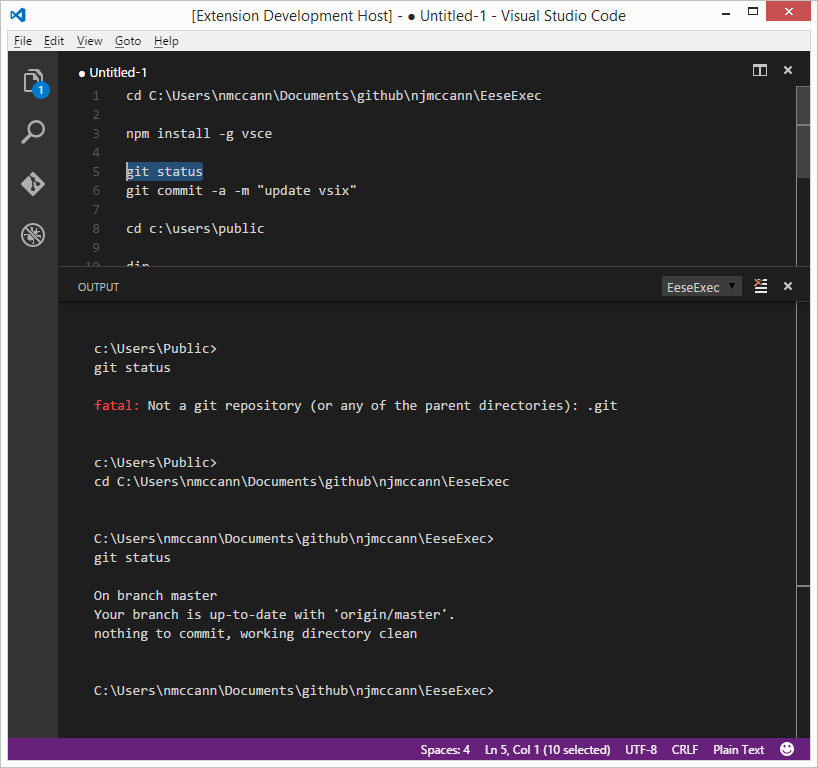 [Extension Development Host] - ● Untitled-1 - Visual Studio Code
File Edit View Goto Help
● Untitled-1
1 cd C:\Users\nmccann\Documents\github\njmccann\EeseExec
2
3 npm install -g vsce
4
5 git status
6 git commit -a -m "update vsix"
7
8 cd c:\users\public
9
10 dir
1
OUTPUT
EeseExec
c:\Users\Public>
git status
fatal: Not a git repository (or any of the parent directories): .git
c:\Users\Public>
cd C:\Users\nmccann\Documents\github\njmccann\EeseExec
C:\Users\nmccann\Documents\github\njmccann\EeseExec>
git status
On branch master
Your branch is up-to-date with 'origin/master'.
nothing to commit, working directory clean
C:\Users\nmccann\Documents\github\njmccann\EeseExec>
Spaces: 4 Ln 5, Col 1 (10 selected) UTF-8 CRLF Plain Text